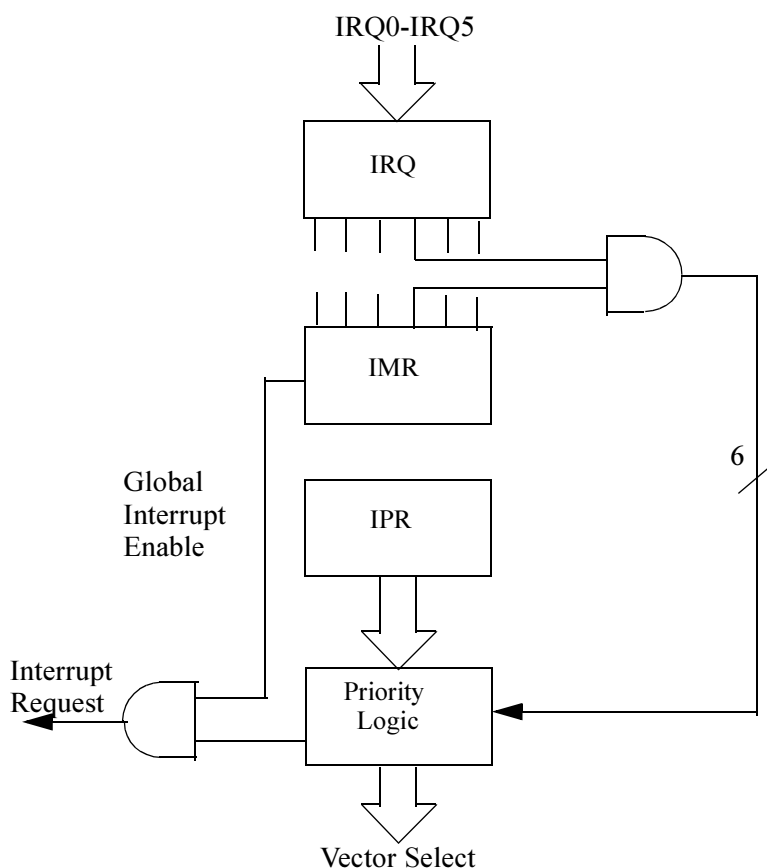 IRQ0-IRQ5
IRQ
IMR
6
Global
Interrupt
Enable
IPR
Interrupt
Request
Priority
Logic
Vector Select